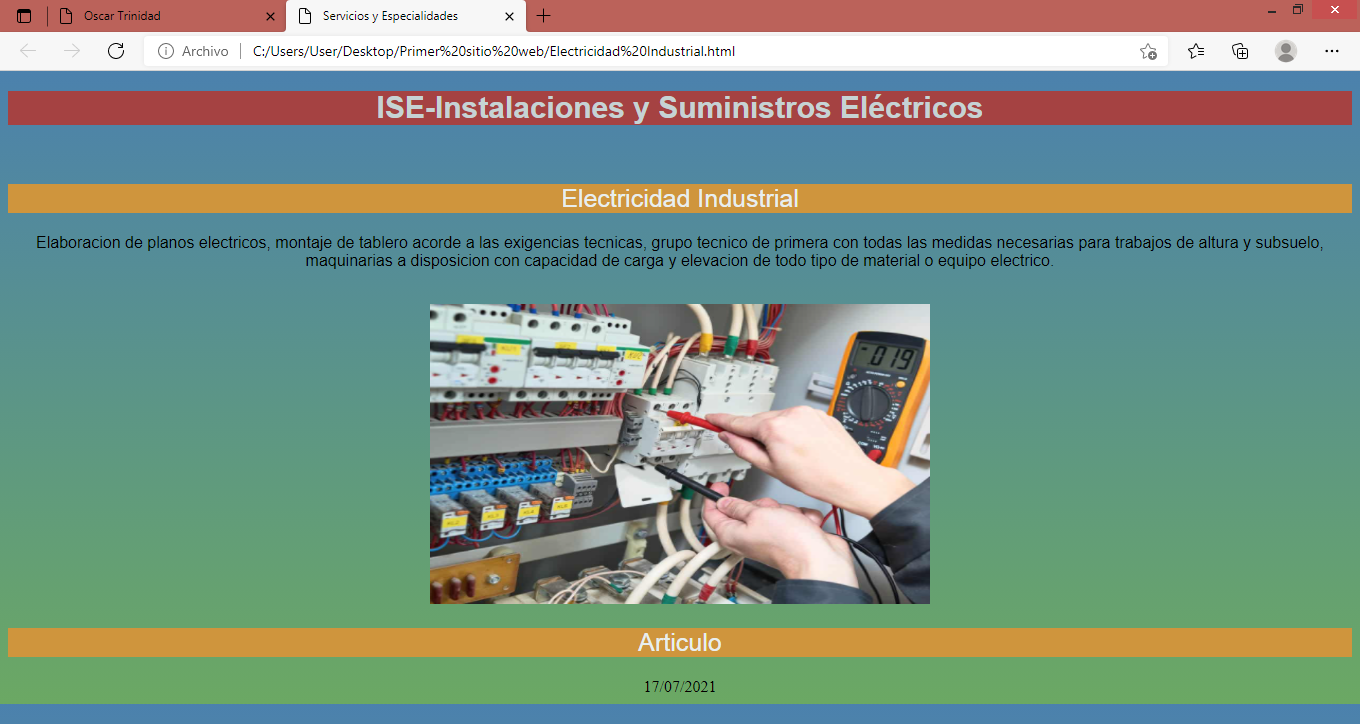 Oscar Trinidad
Servicios y Especialidades
Archivo
C:/Users/User/Desktop/Primer%20sitio%20web/Electricidad%20Industrial.html
ISE-Instalaciones y Suministros Eléctricos
Electricidad Industrial
Elaboracion de planos electricos, montaje de tablero acorde a las exigencias tecnicas, grupo tecnico de primera con todas las medidas necesarias para trabajos de altura y subsuelo,
maquinarias a disposicion con capacidad de carga y elevacion de todo tipo de material o equipo electrico.
-019
Articulo
17/07/2021